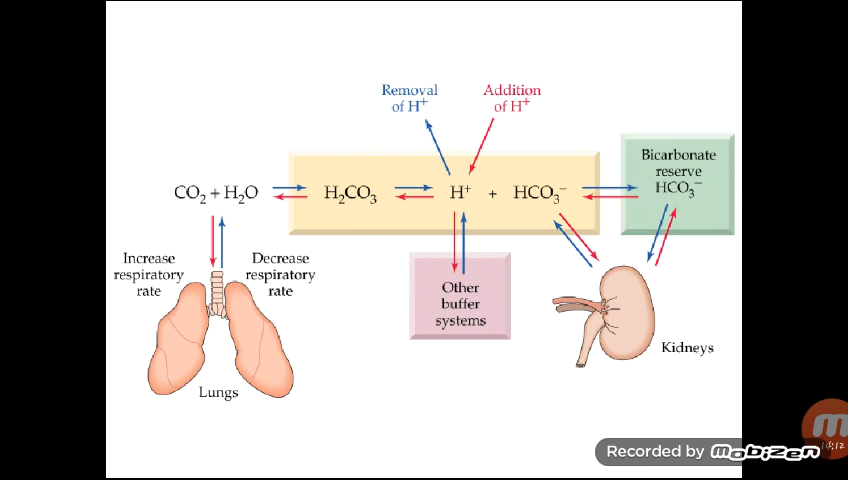 Removal
of H⁺
Addition
of H⁺
Bicarbonate
reserve
HCO₃⁻
CO₂ + H₂O
H₂CO₃
H⁺ + HCO₃⁻
Increase
respiratory
rate
Decrease
respiratory
rate
Other
buffer
systems
Kidneys
Lungs
Recorded by Mobizen